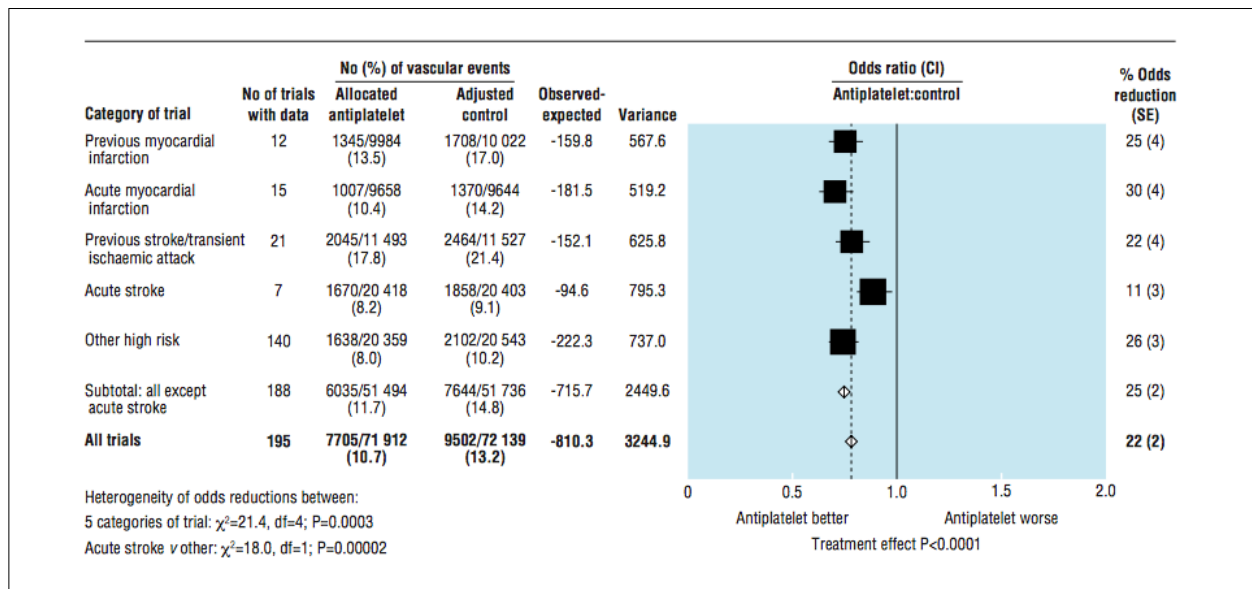 No (%) of vascular events Odds ratio (CI) % Odds
No of trials Allocated Adjusted Observed- reduction
Category of trial with data antiplatelet control expected Variance Antiplatelet:control (SE)
Previous myocardial 12 1345/9984 1708/10 022 -159.8 567.6 25 (4)
infarction (13.5) (17.0)
Acute myocardial 15 1007/9658 1370/9644 -181.5 519.2 30 (4)
infarction (10.4) (14.2)
Previous stroke/transient 21 2045/11 493 2464/11 527 -152.1 625.8 22 (4)
ischaemic attack (17.8) (21.4)
Acute stroke 7 1670/20 418 1858/20 403 -94.6 795.3 11 (3)
(8.2) (9.1)
Other high risk 140 1638/20 359 2102/20 543 -222.3 737.0 26 (3)
(8.0) (10.2)
Subtotal: all except 188 6035/51 494 7644/51 736 -715.7 2449.6 25 (2)
acute stroke (11.7) (14.8)
All trials 195 7705/71 912 9502/72 139 -810.3 3244.9 22 (2)
(10.7) (13.2)
0 0.5 1.0 1.5 2.0
Heterogeneity of odds reductions between:
Antiplatelet better Antiplatelet worse
5 categories of trial: χ²=21.4, df=4; P=0.0003
Treatment effect P<0.0001
Acute stroke v other: χ²=18.0, df=1; P=0.00002